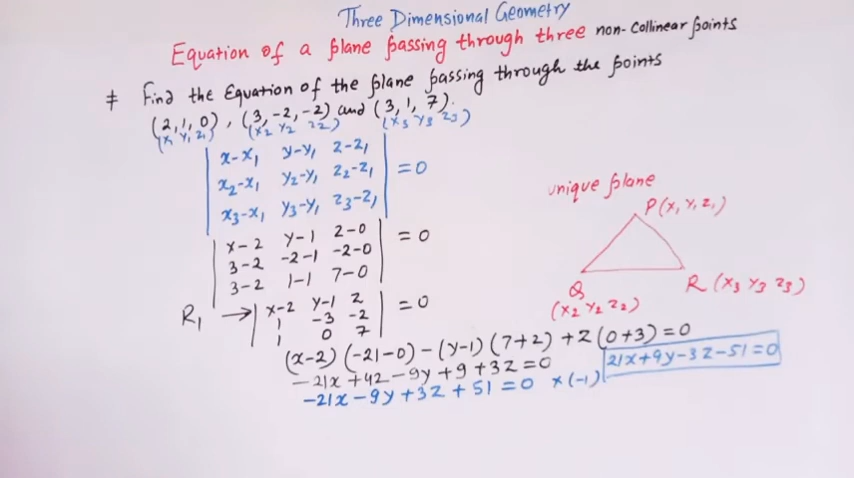 Three Dimensional Geometry
Equation of a plane passing through three non-collinear points
# Find the Equation of the plane passing through the points
(2,1,0), (3,-2,-2) and (3,1,7).
(x₁ y₁ z₁) (x₂ y₂ z₂) (x₃ y₃ z₃)
| x-x₁ y-y₁ z-z₁ |
| x₂-x₁ y₂-y₁ z₂-z₁ | = 0
| x₃-x₁ y₃-y₁ z₃-z₁ |
unique plane
P(x₁ y₁ z₁)
Q
(x₂ y₂ z₂)
R (x₃ y₃ z₃)
| x-2 y-1 z-0 | = 0
| 3-2 -2-1 -2-0 |
| 3-2 1-1 7-0 |
R₁ → | x-2 y-1 z | = 0
| 1 -3 -2 |
| 1 0 7 |
(x-2)(-21-0)-(y-1)(7+2)+z(0+3)=0
-21x+42-9y+9+3z=0
-21x-9y+3z+51=0 ×(-1)
21x+9y-3z-51=0